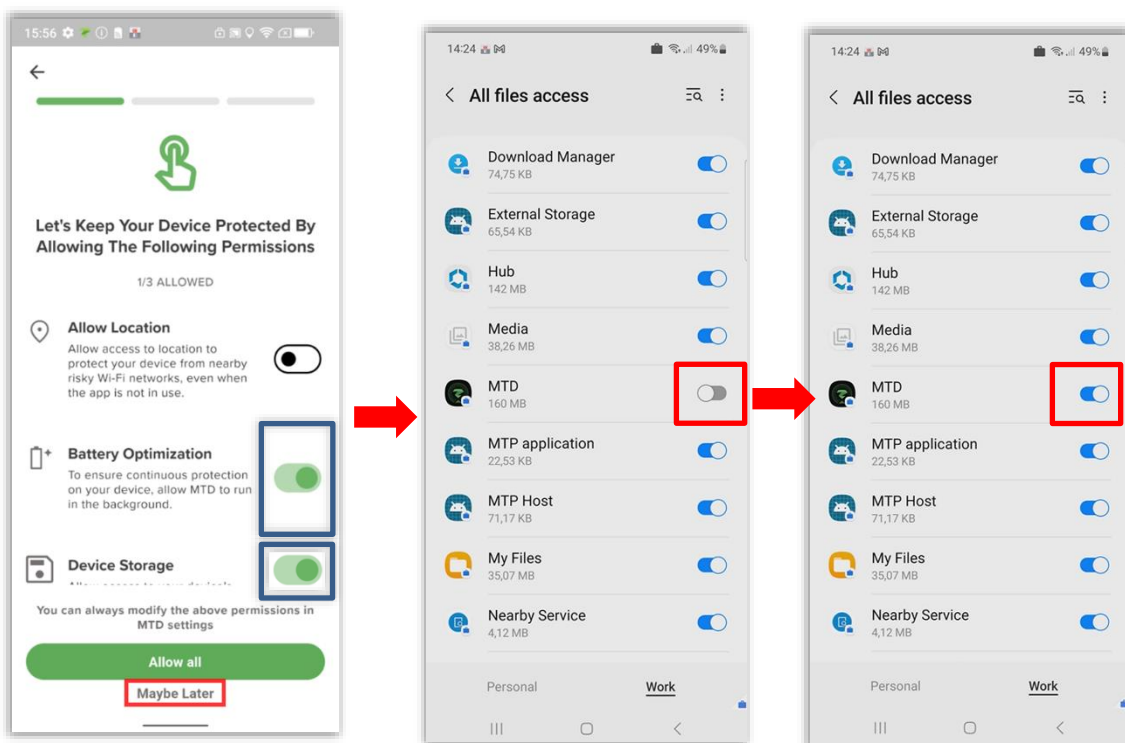 15:56
Let's Keep Your Device Protected By
Allowing The Following Permissions
1/3 ALLOWED
Allow Location
Allow access to location to
protect your device from nearby
risky Wi-Fi networks, even when
the app is not in use.
Battery Optimization
To ensure continuous protection
on your device, allow MTD to run
in the background.
Device Storage
You can always modify the above permissions in
MTD settings
Allow all
Maybe Later
14:24 49%
All files access
Download Manager
74,75 KB
External Storage
65,54 KB
Hub
142 MB
Media
38,26 MB
MTD
160 MB
MTP application
22,53 KB
MTP Host
71,17 KB
My Files
35,07 MB
Nearby Service
4,12 MB
Personal Work
14:24 49%
All files access
Download Manager
74,75 KB
External Storage
65,54 KB
Hub
142 MB
Media
38,26 MB
MTD
160 MB
MTP application
22,53 KB
MTP Host
71,17 KB
My Files
35,07 MB
Nearby Service
4,12 MB
Personal Work